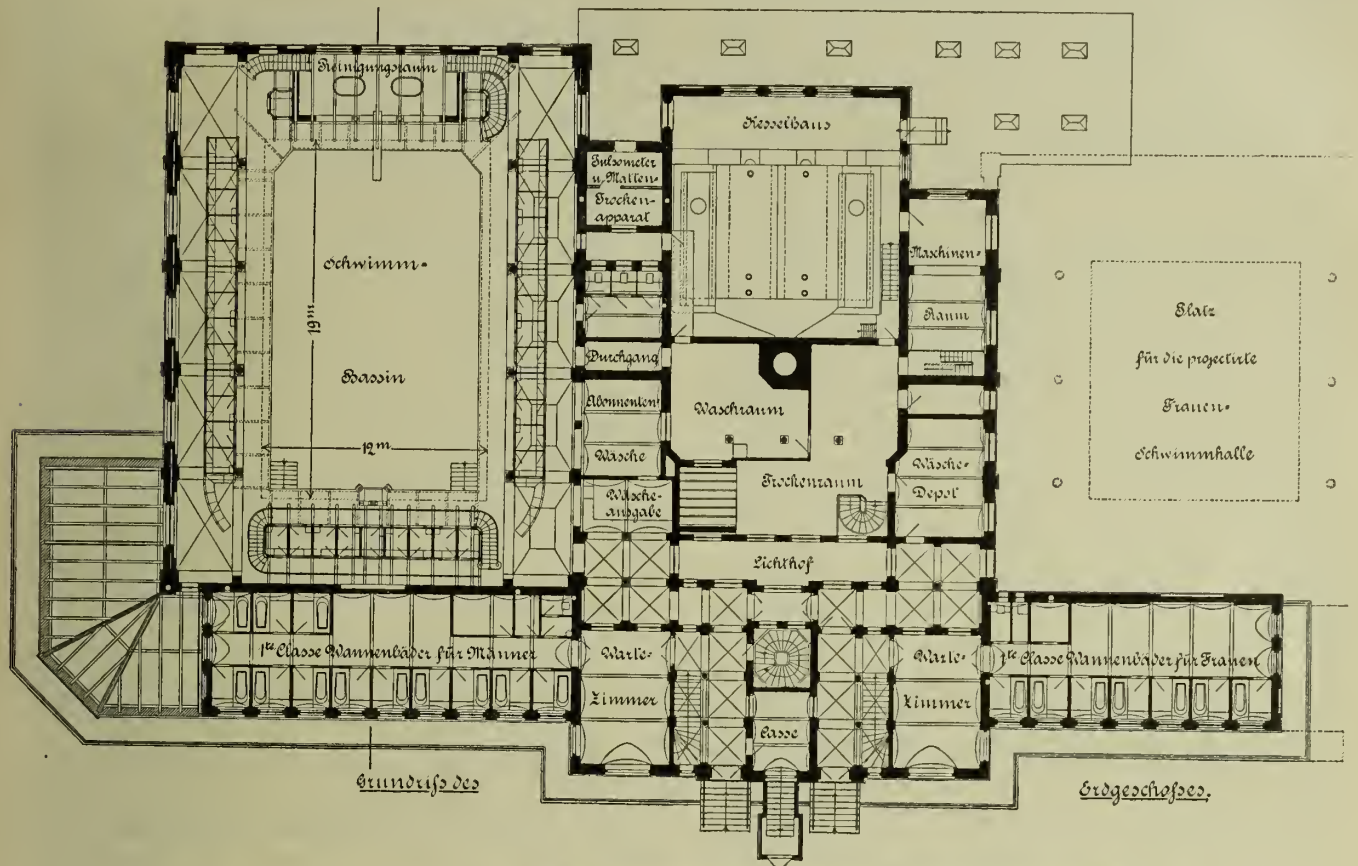 Reinigungsraum
Schwimm-
Bassin
19m
12m
Pulsometer
u. Matten-
Trocken-
apparat
Durchgang
Abonnenten
Wäsche
Wäsche-
ausgabe
Kesselhaus
Waschraum
Trockenraum
Lichthof
Maschinen-
Raum
Wäsche-
Depot
Platz
für die projectirte
Frauen-
Schwimmhalle
1te Classe Wannenbäder für Männer
Warte-
Zimmer
Casse
Warte-
Zimmer
1te Classe Wannenbäder für Frauen
Grundriſs des
Erdgeschoſses.